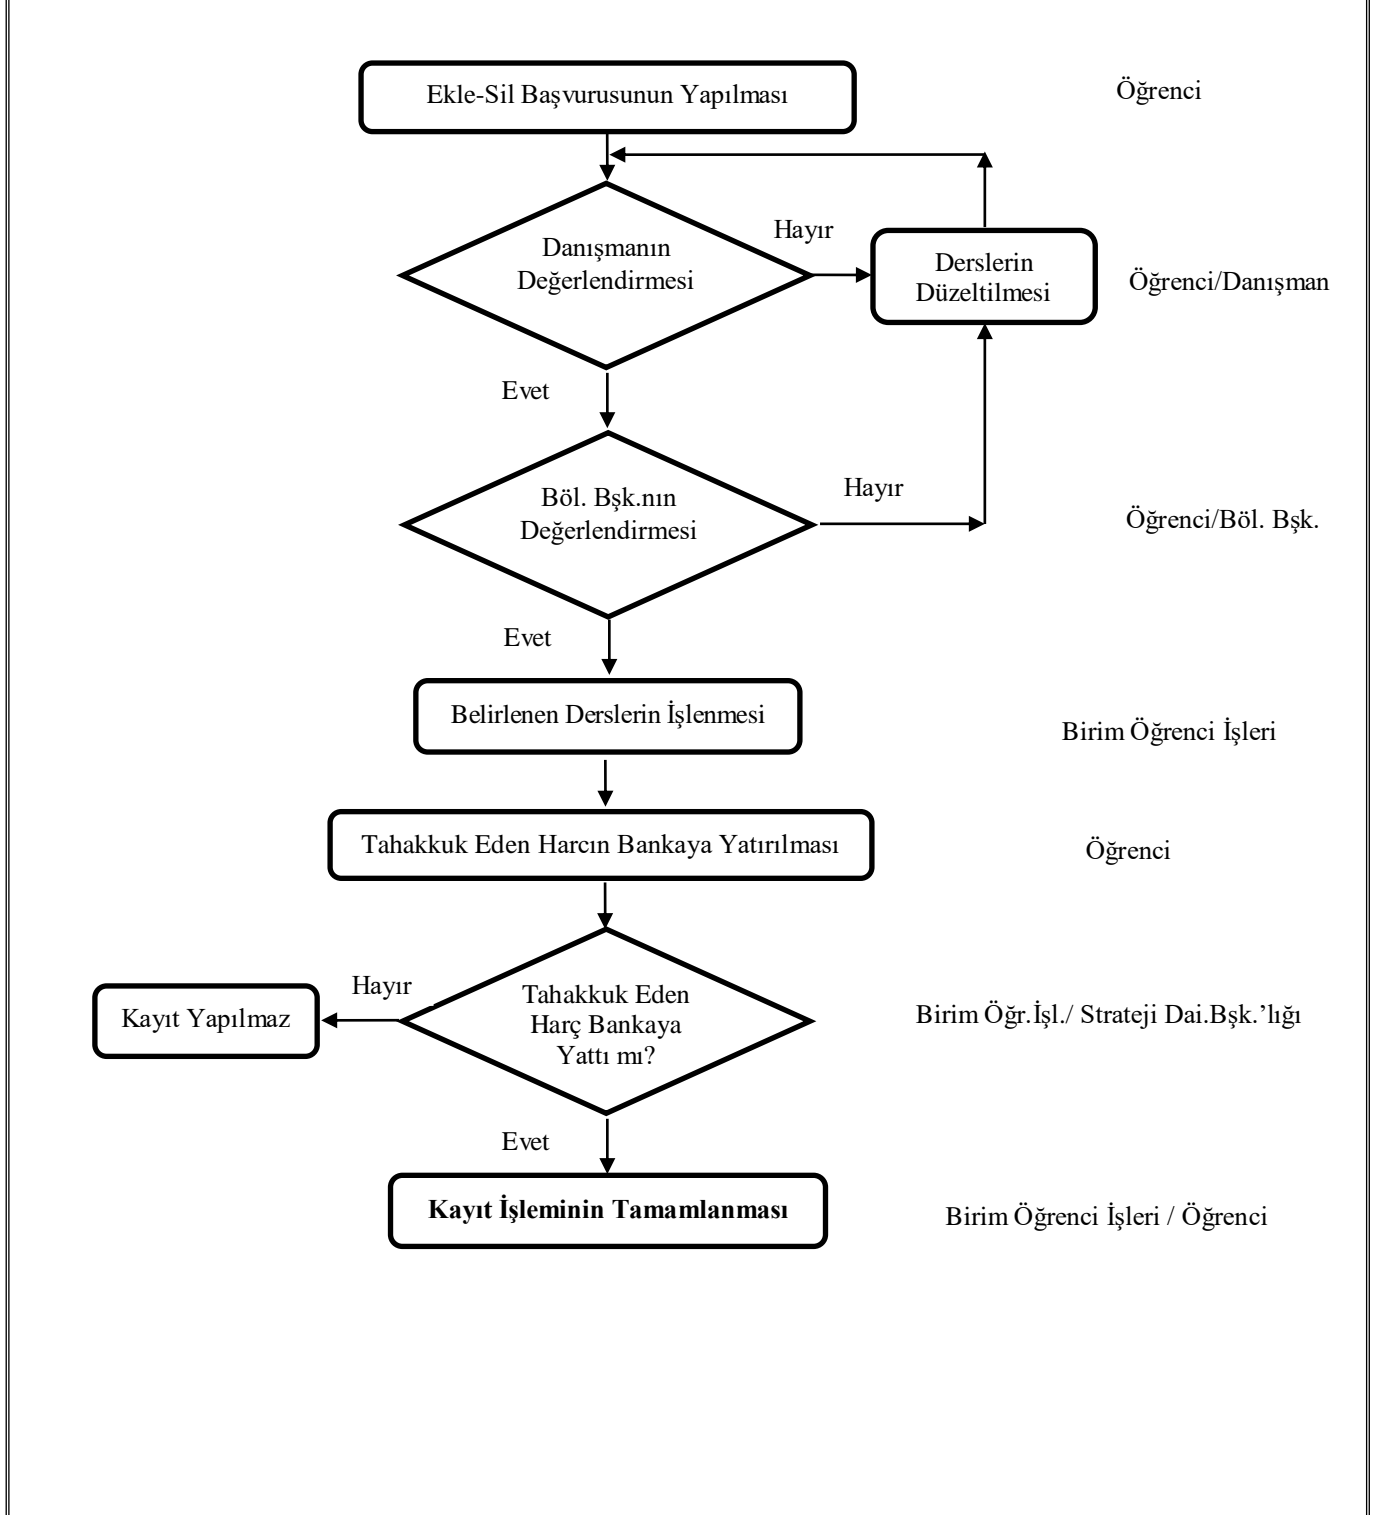 Ekle-Sil Başvurusunun Yapılması
Öğrenci
Danışmanın
Değerlendirmesi
Hayır
Derslerin
Düzeltilmesi
Öğrenci/Danışman
Evet
Böl. Bşk.nın
Değerlendirmesi
Hayır
Öğrenci/Böl. Bşk.
Evet
Belirlenen Derslerin İşlenmesi
Birim Öğrenci İşleri
Tahakkuk Eden Harcın Bankaya Yatırılması
Öğrenci
Hayır
Kayıt Yapılmaz
Tahakkuk Eden
Harç Bankaya
Yattı mı?
Birim Öğr.İşl./ Strateji Dai.Bşk.’lığı
Evet
Kayıt İşleminin Tamamlanması
Birim Öğrenci İşleri / Öğrenci